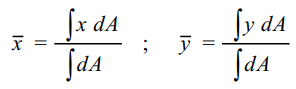 x̄ = ∫x dA / ∫dA ; ȳ = ∫y dA / ∫dA